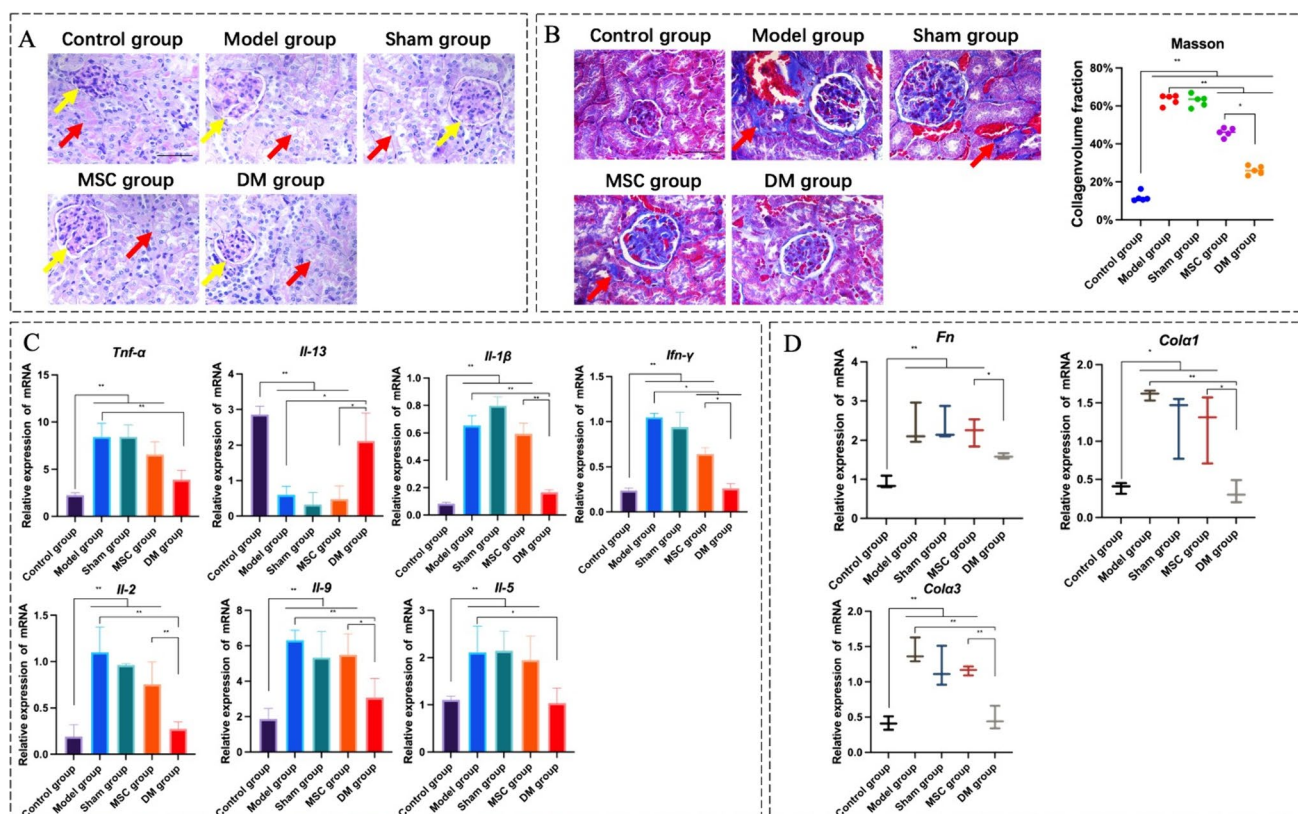 A
Control group
Model group
Sham group
MSC group
DM group
B
Control group
Model group
Sham group
MSC group
DM group
Masson
**
**
*
Collagenvolume fraction
80%
60%
40%
20%
0%
Control group
Model group
Sham group
MSC group
DM group
C
Tnf-α
**
**
Relative expression of mRNA
15
10
5
0
Control group
Model group
Sham group
MSC group
DM group
Il-13
**
*
*
Relative expression of mRNA
4
3
2
1
0
Control group
Model group
Sham group
MSC group
DM group
Il-1β
**
**
**
Relative expression of mRNA
1.0
0.8
0.6
0.4
0.2
0.0
Control group
Model group
Sham group
MSC group
DM group
Ifn-γ
**
*
*
Relative expression of mRNA
1.5
1.0
0.5
0.0
Control group
Model group
Sham group
MSC group
DM group
Il-2
**
**
**
Relative expression of mRNA
1.5
1.0
0.5
0.0
Control group
Model group
Sham group
MSC group
DM group
Il-9
**
**
*
Relative expression of mRNA
8
6
4
2
0
Control group
Model group
Sham group
MSC group
DM group
Il-5
**
*
Relative expression of mRNA
3
2
1
0
Control group
Model group
Sham group
MSC group
DM group
D
Fn
**
*
Relative expression of mRNA
4
3
2
1
0
Control group
Model group
Sham group
MSC group
DM group
Colα1
*
**
*
Relative expression of mRNA
2.0
1.5
1.0
0.5
0.0
Control group
Model group
Sham group
MSC group
DM group
Colα3
**
**
**
Relative expression of mRNA
2.0
1.5
1.0
0.5
0.0
Control group
Model group
Sham group
MSC group
DM group